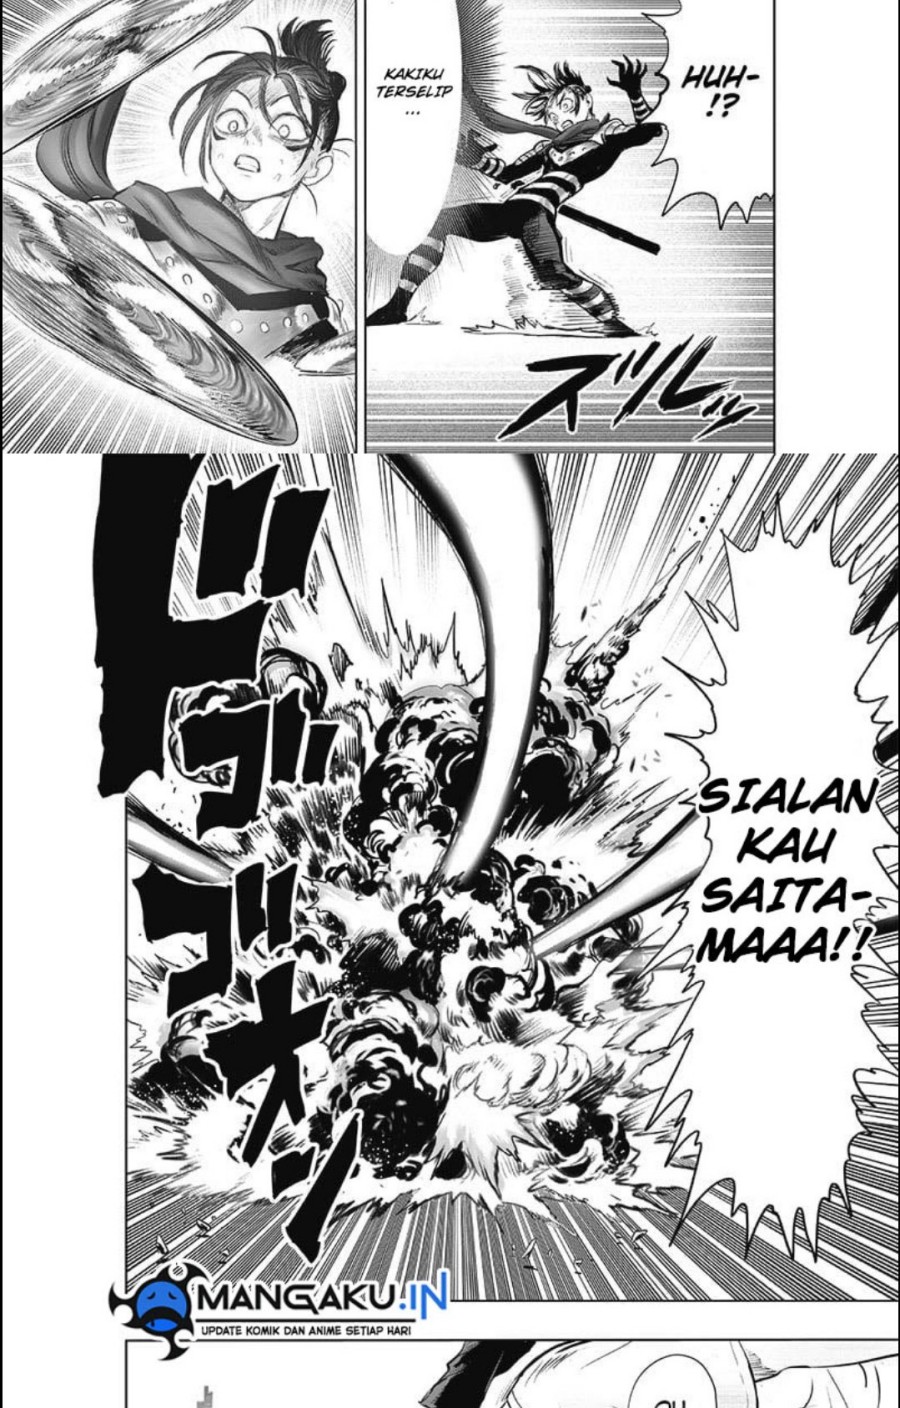 HUH-
!?
KAKIKU
TERSELIP
...
ズルッ
SIALAN
KAU
SAITA-
MAAA!!
ドゴゴオン
MANGAKU.IN
UPDATE KOMIK DAN ANIME SETIAP HARI